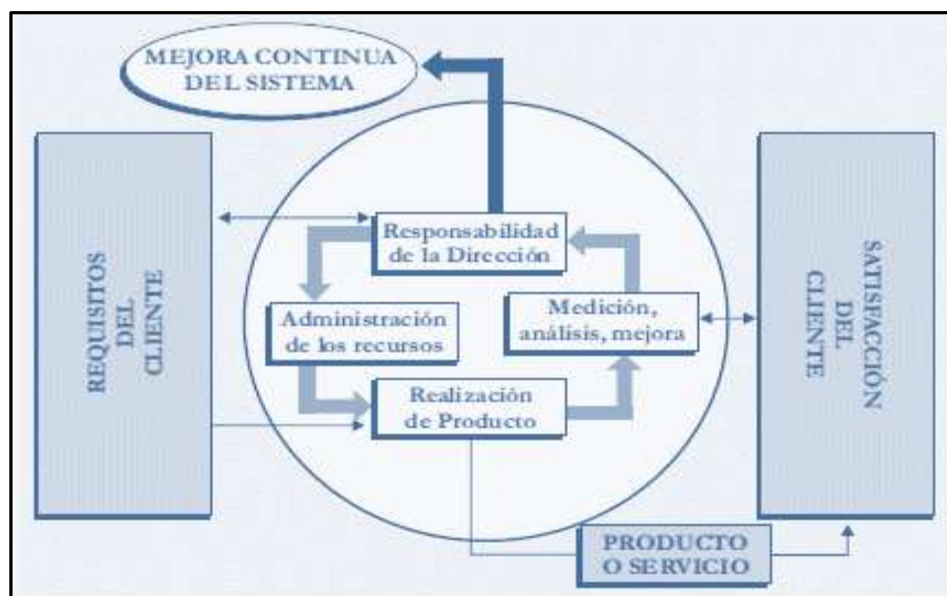 MEJORA CONTINUA
DEL SISTEMA
REQUISITOS
DEL
CLIENTE
Responsabilidad
de la Dirección
Administración
de los recursos
Medición,
análisis, mejora
Realización
de Producto
SATISFACCIÓN
DEL
CLIENTE
PRODUCTO
O SERVICIO